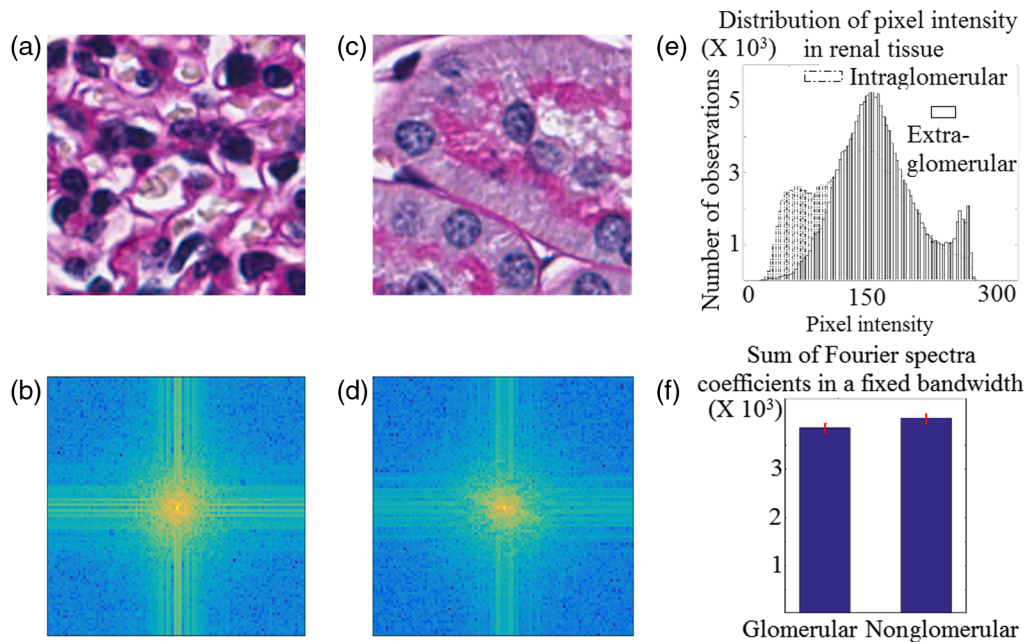 (a)
(c)
Distribution of pixel intensity
(X 10³) in renal tissue
(e)
Intraglomerular
Extra-
glomerular
5
3
1
Number of observations
0 150 300
Pixel intensity
(b)
(d)
Sum of Fourier spectra
coefficients in a fixed bandwidth
(X 10³)
(f)
3
2
1
Glomerular Nonglomerular